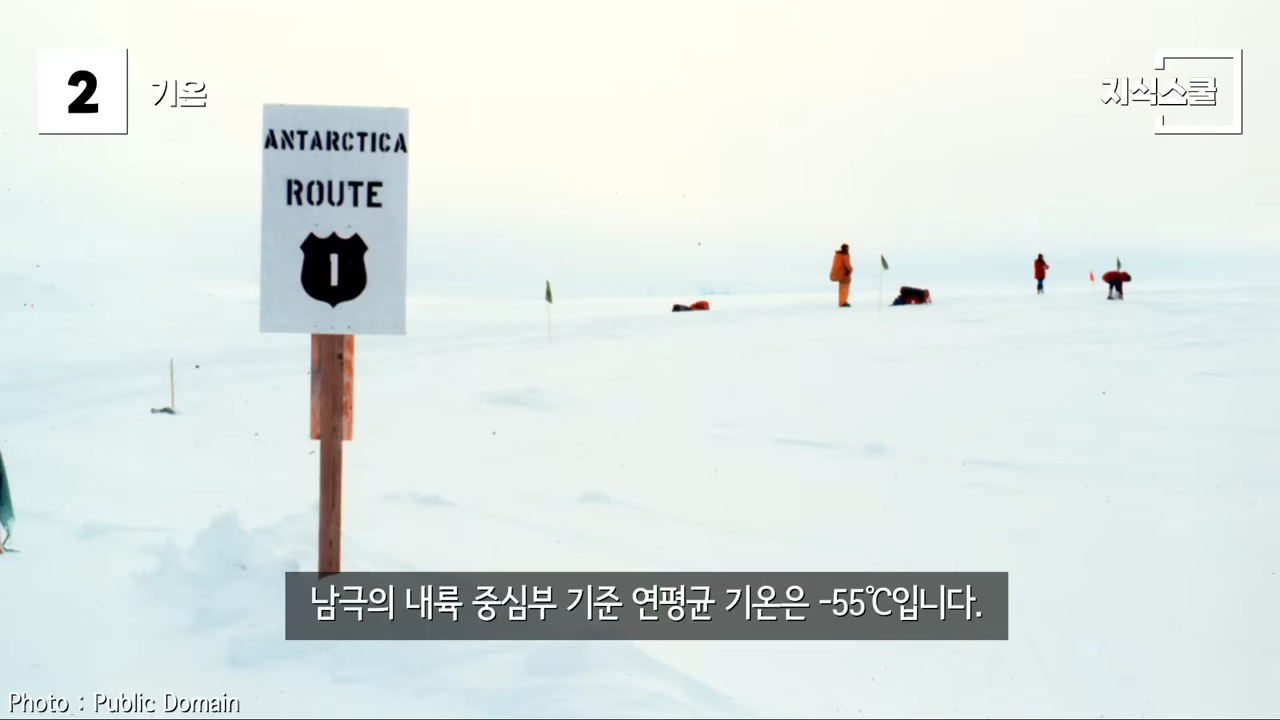 2 기온
지식스쿨
ANTARCTICA
ROUTE
1
남극의 내륙 중심부 기준 연평균 기온은 -55℃입니다.
Photo : Public Domain